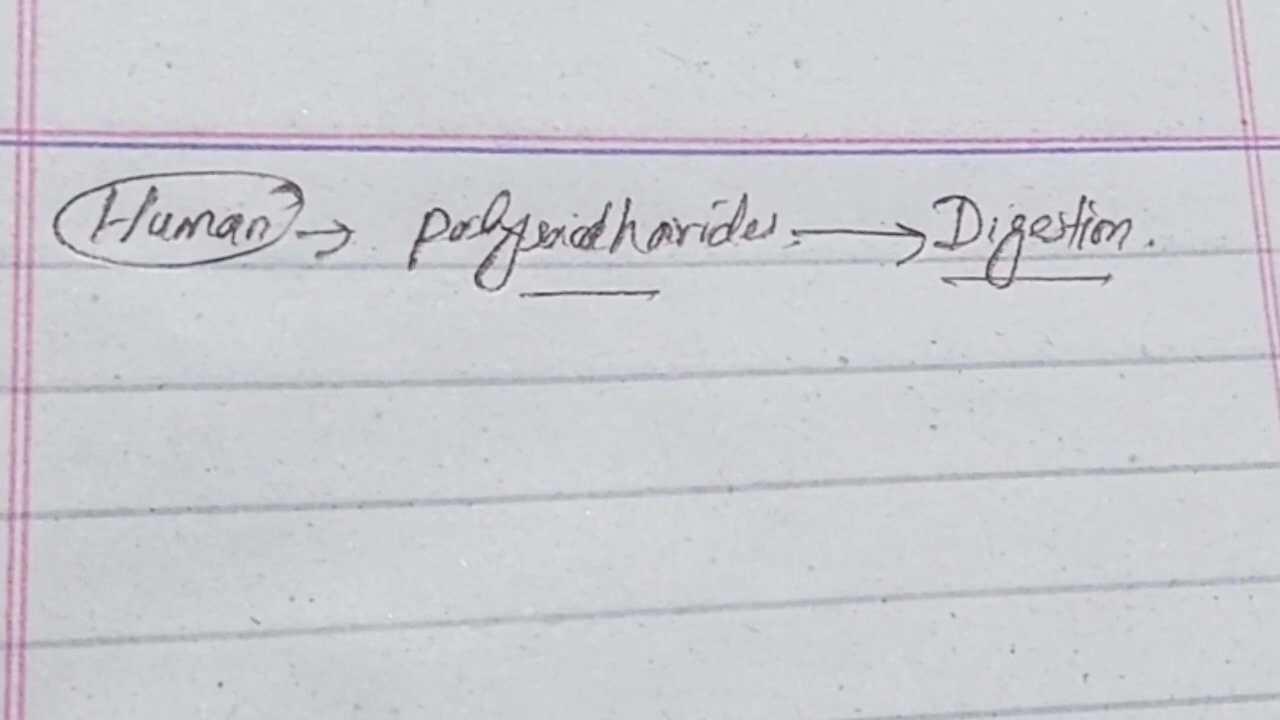 Human → polysaccharides. → Digestion.